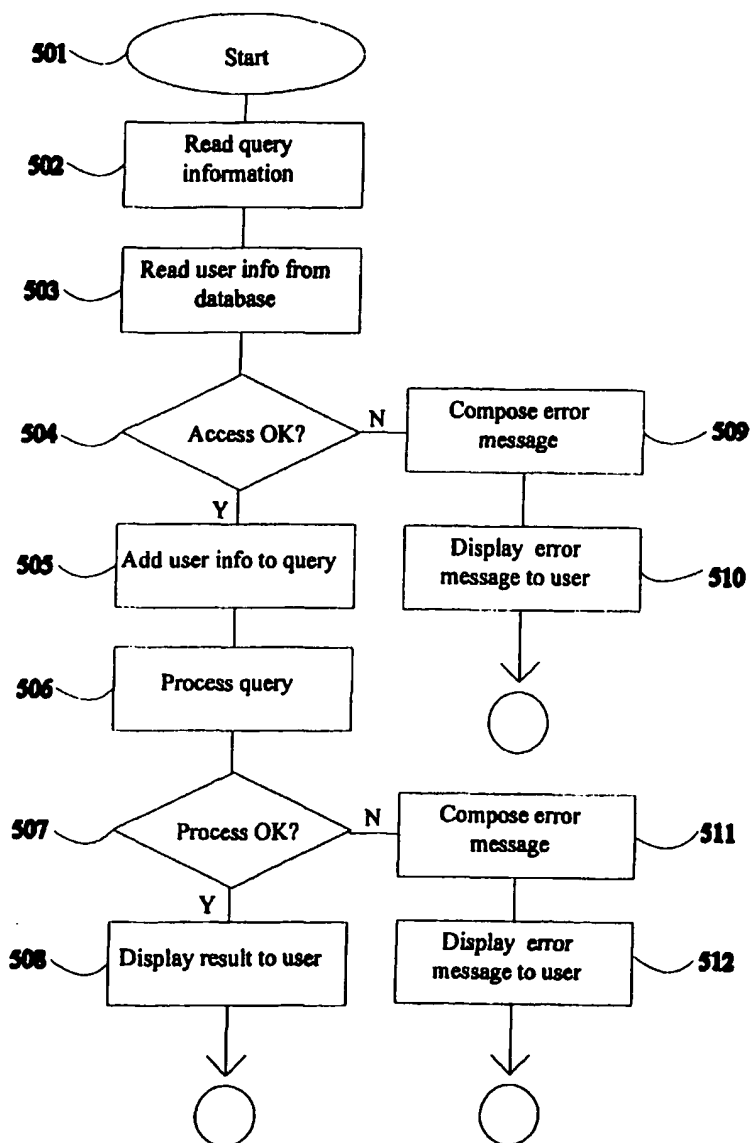 501
Start
502
Read query
information
503
Read user info from
database
504
Access OK?
N
Compose error
message
509
Y
505
Add user info to query
Display error
message to user
510
506
Process query
507
Process OK?
N
Compose error
message
511
Y
508
Display result to user
Display error
message to user
512